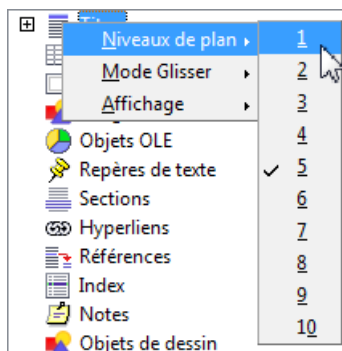 Niveaux de plan
Mode Glisser
Affichage
1
2
3
4
5
6
7
8
9
10
Objets OLE
Repères de texte
Sections
Hyperliens
Références
Index
Notes
Objets de dessin